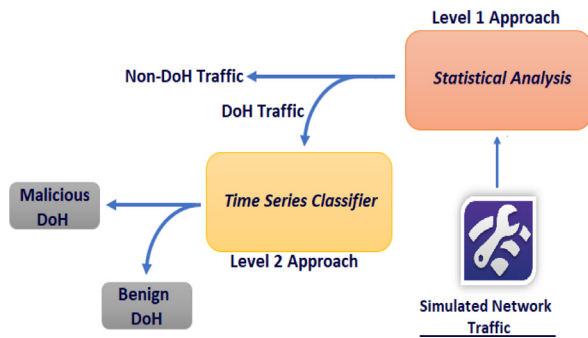 Level 1 Approach
Statistical Analysis
Non-DoH Traffic
DoH Traffic
Time Series Classifier
Level 2 Approach
Malicious
DoH
Benign
DoH
Simulated Network
Traffic